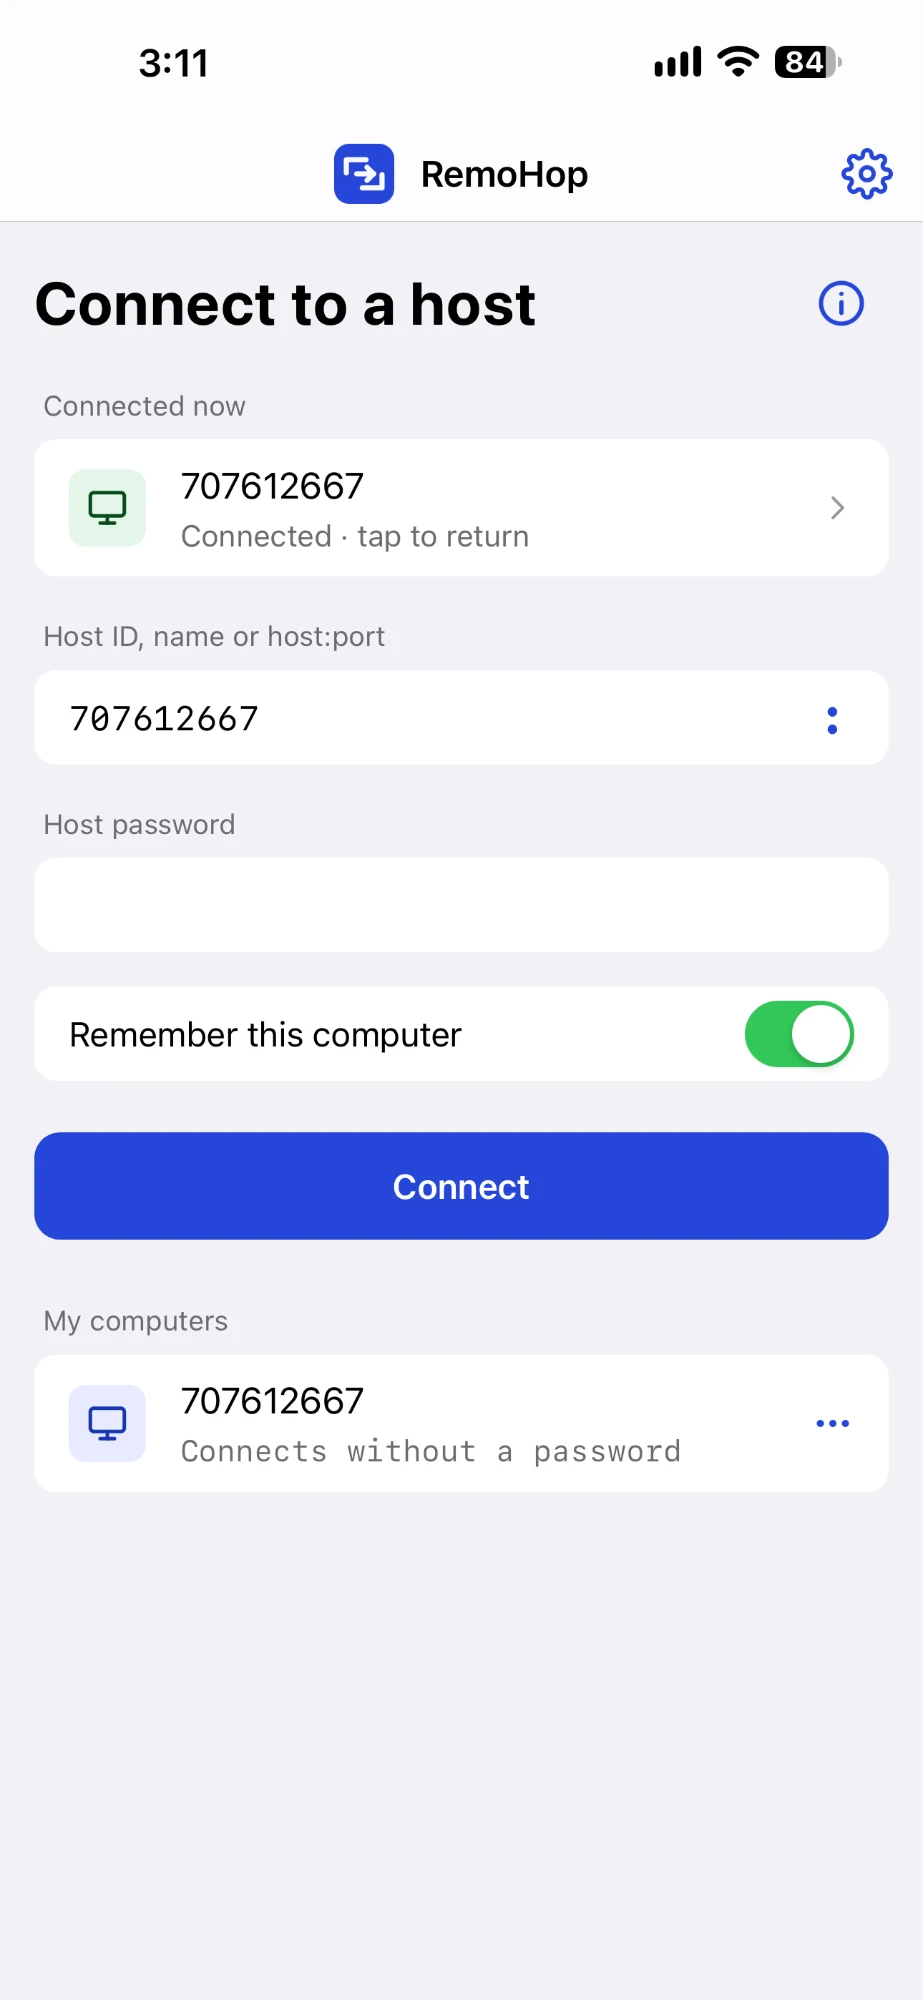 3:11
84
RemoHop
Connect to a host
Connected now
707612667
Connected · tap to return
Host ID, name or host:port
707612667
Host password
Remember this computer
Connect
My computers
707612667
Connects without a password